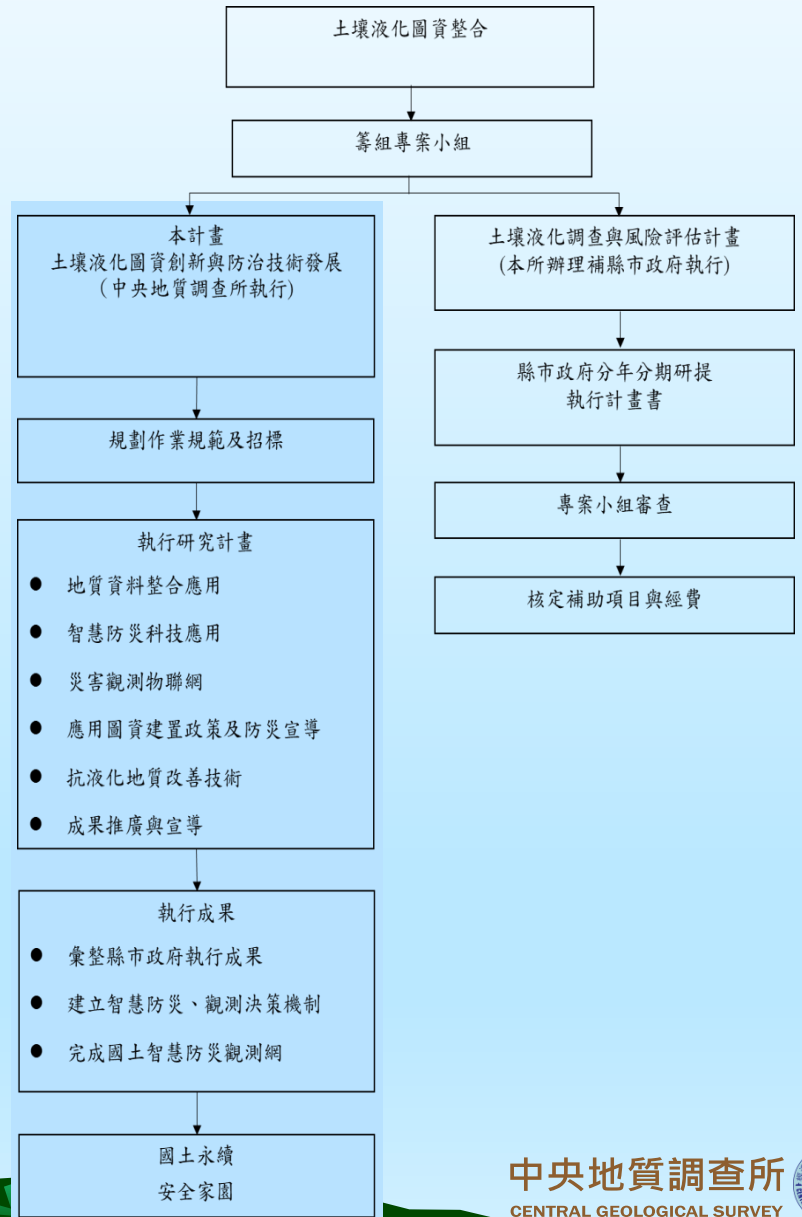 土壤液化圖資整合
籌組專案小組
本計畫
土壤液化圖資創新與防治技術發展
(中央地質調查所執行)
規劃作業規範及招標
執行研究計畫
● 地質資料整合應用
● 智慧防災科技應用
● 災害觀測物聯網
● 應用圖資建置政策及防災宣導
● 抗液化地質改善技術
● 成果推廣與宣導
執行成果
● 彙整縣市政府執行成果
● 建立智慧防災、觀測決策機制
● 完成國土智慧防災觀測網
國土永續
安全家園
土壤液化調查與風險評估計畫
(本所辦理補縣市政府執行)
縣市政府分年分期研提
執行計畫書
專案小組審查
核定補助項目與經費
中央地質調查所
CENTRAL GEOLOGICAL SURVEY